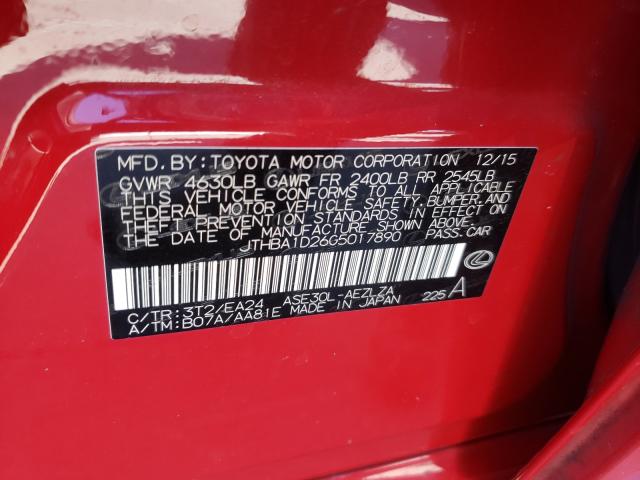 MFD. BY: TOYOTA MOTOR CORPORATION 12/15
GVWR 4630LB GAWR FR 2400LB RR 2545LB
THIS VEHICLE CONFORMS TO ALL APPLICABLE
FEDERAL MOTOR VEHICLE SAFETY, BUMPER, AND
THEFT PREVENTION STANDARDS IN EFFECT ON
THE DATE OF MANUFACTURE SHOWN ABOVE.
JTHBA1D26G5017890 PASS.CAR
C/TR: 3T2/EA24 ASE30L-AEZLZA
A/TM: B07A/AA81E MADE IN JAPAN 225 A